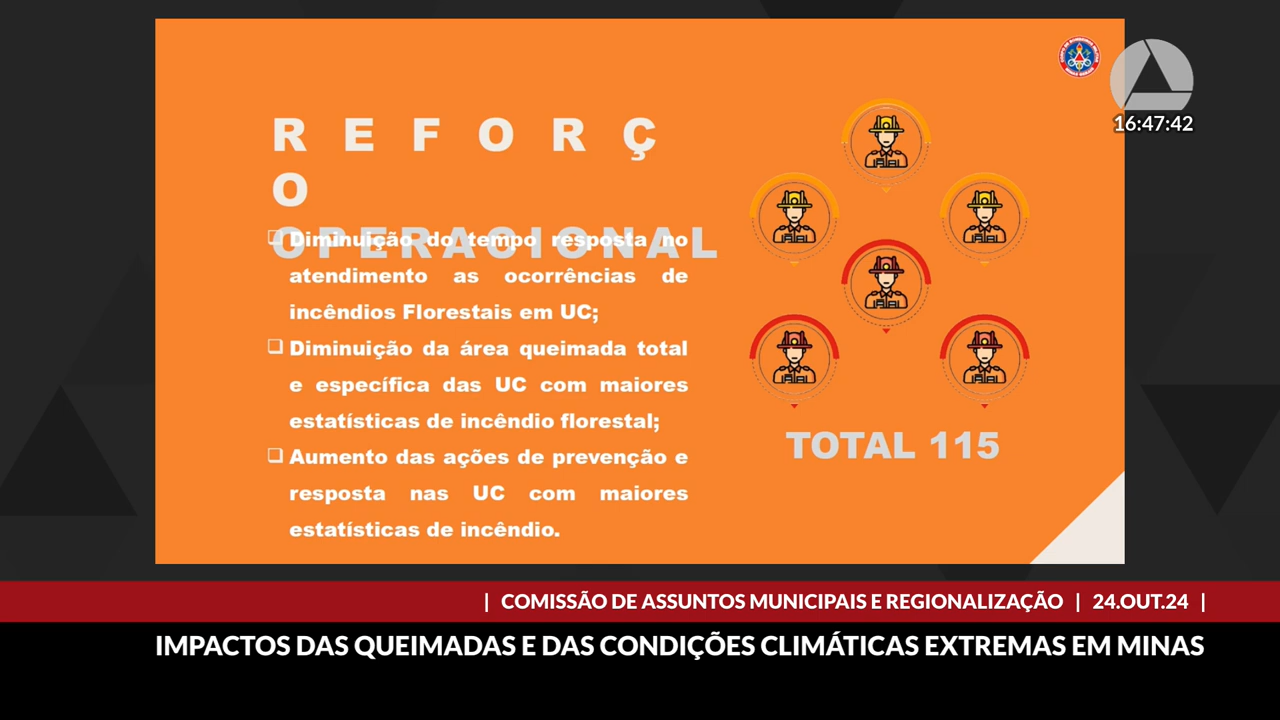 16:47:42
R E F O R Ç
O
OPERACIONAL
❑ Diminuição do tempo resposta no
atendimento as ocorrências de
incêndios Florestais em UC;
❑ Diminuição da área queimada total
e específica das UC com maiores
estatísticas de incêndio florestal;
❑ Aumento das ações de prevenção e
resposta nas UC com maiores
estatísticas de incêndio.
TOTAL 115
| COMISSÃO DE ASSUNTOS MUNICIPAIS E REGIONALIZAÇÃO | 24.OUT.24 |
IMPACTOS DAS QUEIMADAS E DAS CONDIÇÕES CLIMÁTICAS EXTREMAS EM MINAS